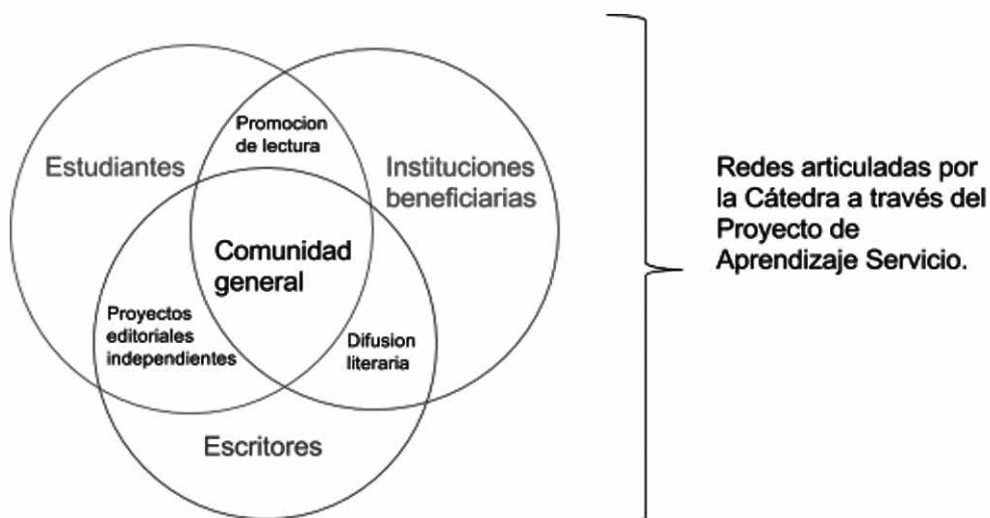 Promocion
de lectura
Estudiantes
Instituciones
beneficiarias
Comunidad
general
Proyectos
editoriales
independientes
Difusion
literaria
Escritores
Redes articuladas por
la Cátedra a través del
Proyecto de
Aprendizaje Servicio.